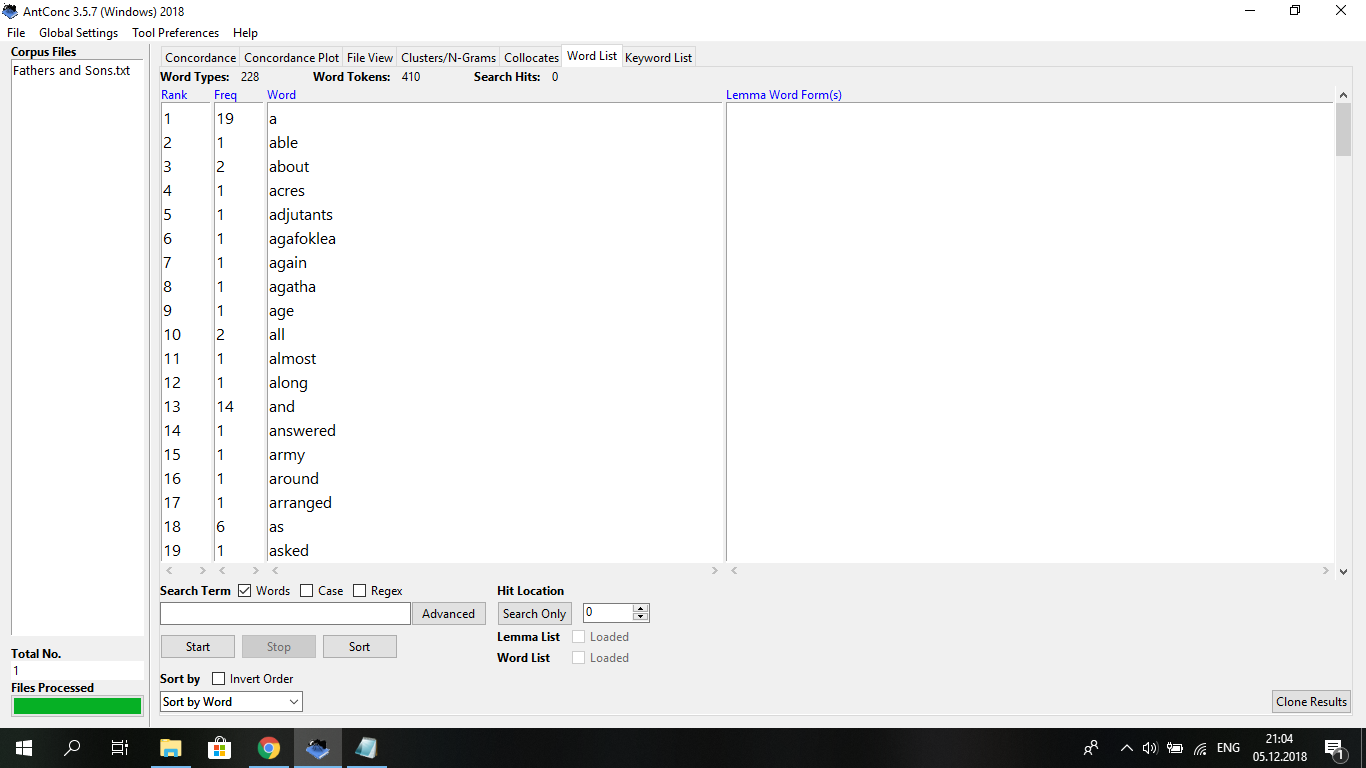 AntConc 3.5.7 (Windows) 2018
File Global Settings Tool Preferences Help
Corpus Files
Fathers and Sons.txt
Concordance Concordance Plot File View Clusters/N-Grams Collocates Word List Keyword List
Word Types: 228 Word Tokens: 410 Search Hits: 0
Rank Freq Word Lemma Word Form(s)
1 19 a
2 1 able
3 2 about
4 1 acres
5 1 adjutants
6 1 agafoklea
7 1 again
8 1 agatha
9 1 age
10 2 all
11 1 almost
12 1 along
13 14 and
14 1 answered
15 1 army
16 1 around
17 1 arranged
18 6 as
19 1 asked
Search Term Words Case Regex Hit Location
Advanced Search Only 0
Lemma List Loaded
Start Stop Sort
Word List Loaded
Total No.
1
Files Processed
Sort by Invert Order
Sort by Word
Clone Results
ENG
21:04
05.12.2018
1